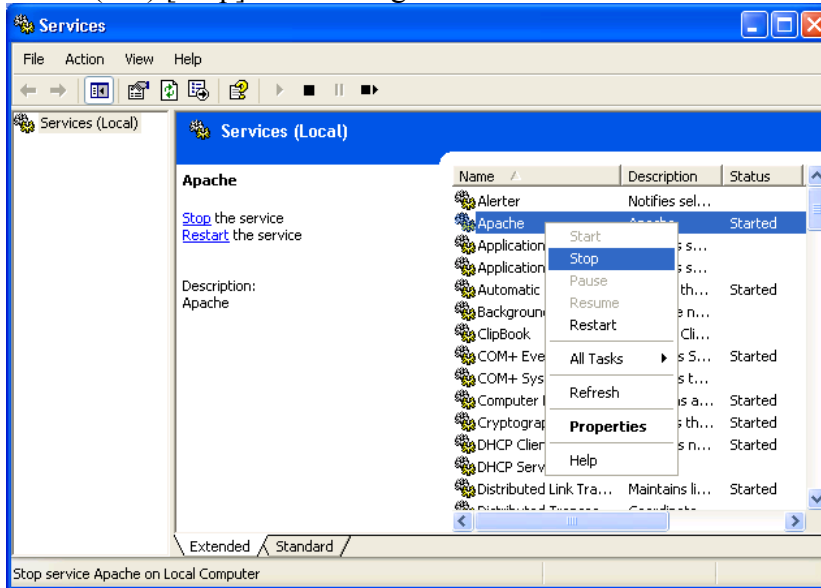 Services
File Action View Help
Services (Local)
Services (Local)
Apache
Stop the service
Restart the service
Description:
Apache
Name Description Status
Alerter Notifies sel...
Apache Started
Application s s...
Application s s...
Automatic th... Started
Background n...
ClipBook Cli...
COM+ Eve s S... Started
COM+ Sys s t...
Computer s a... Started
Cryptograp s th... Started
DHCP Clien s n... Started
DHCP Serv
Distributed Link Tra... Maintains li... Started
Start
Stop
Pause
Resume
Restart
All Tasks
Refresh
Properties
Help
Extended Standard
Stop service Apache on Local Computer